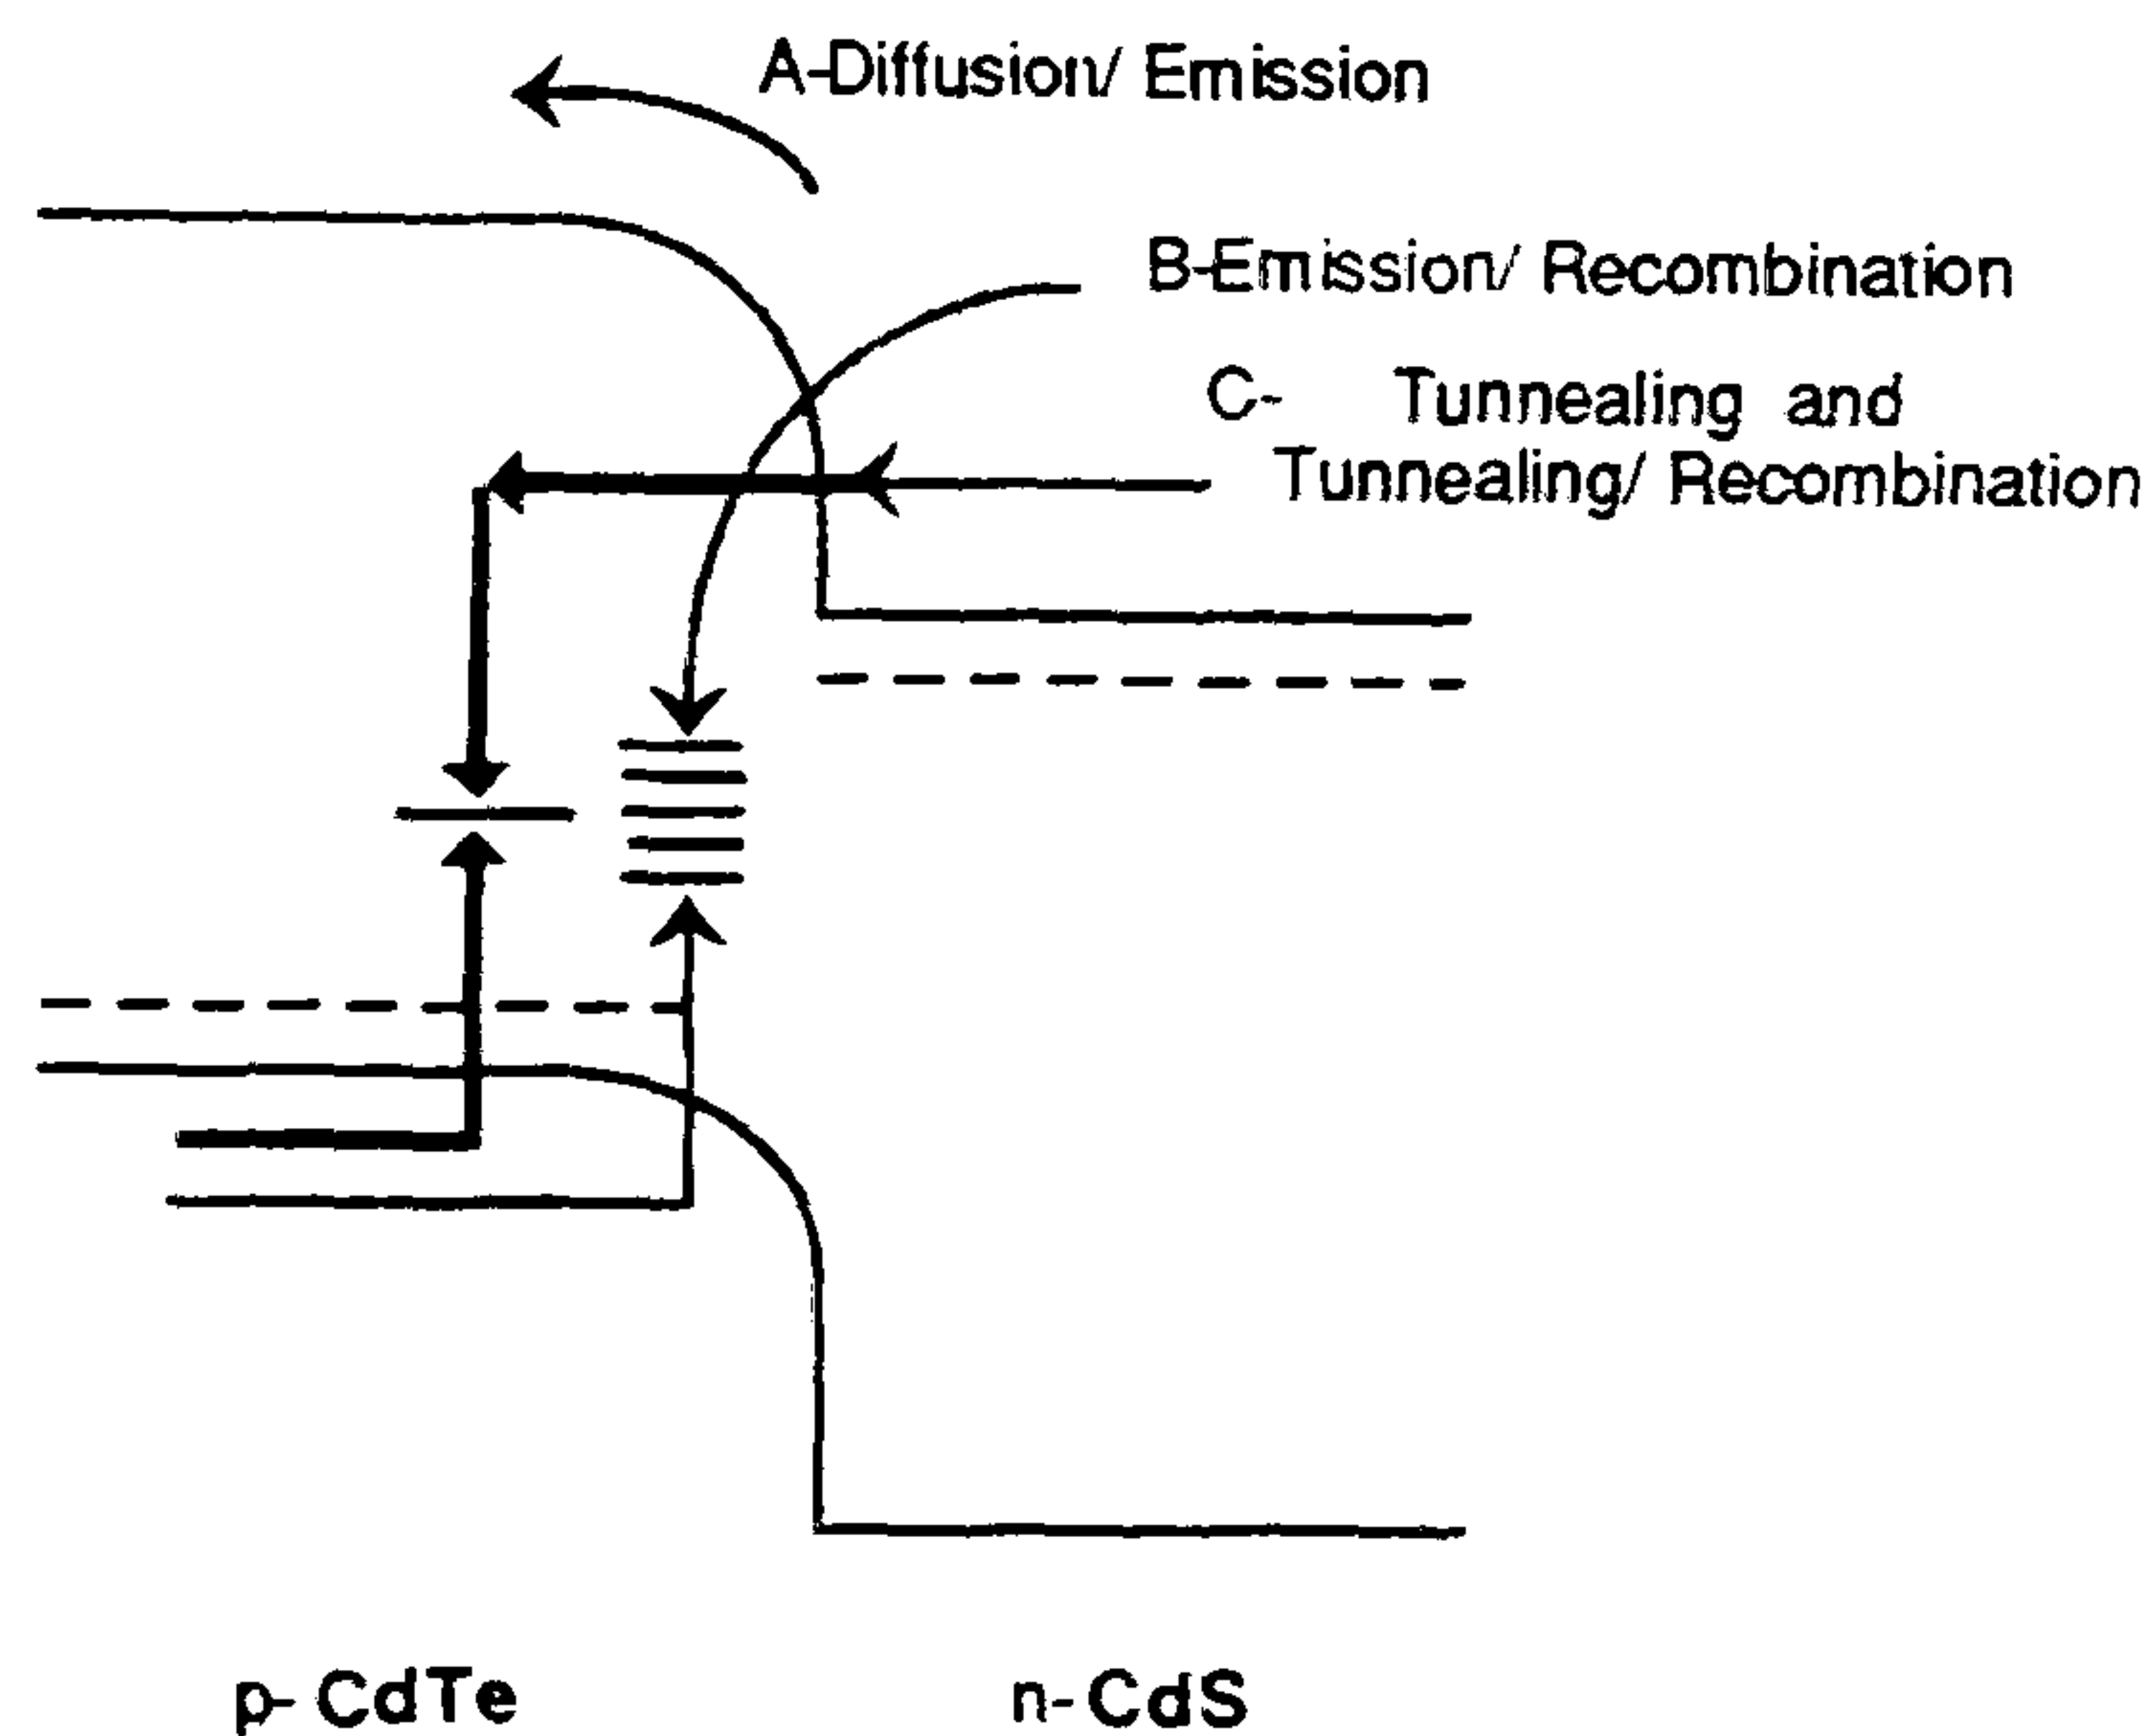 A-Diffusion/ Emission
B-Emission/ Recombination
C- Tunnealing and
Tunnealing/ Recombination
p- CdTe n- CdS